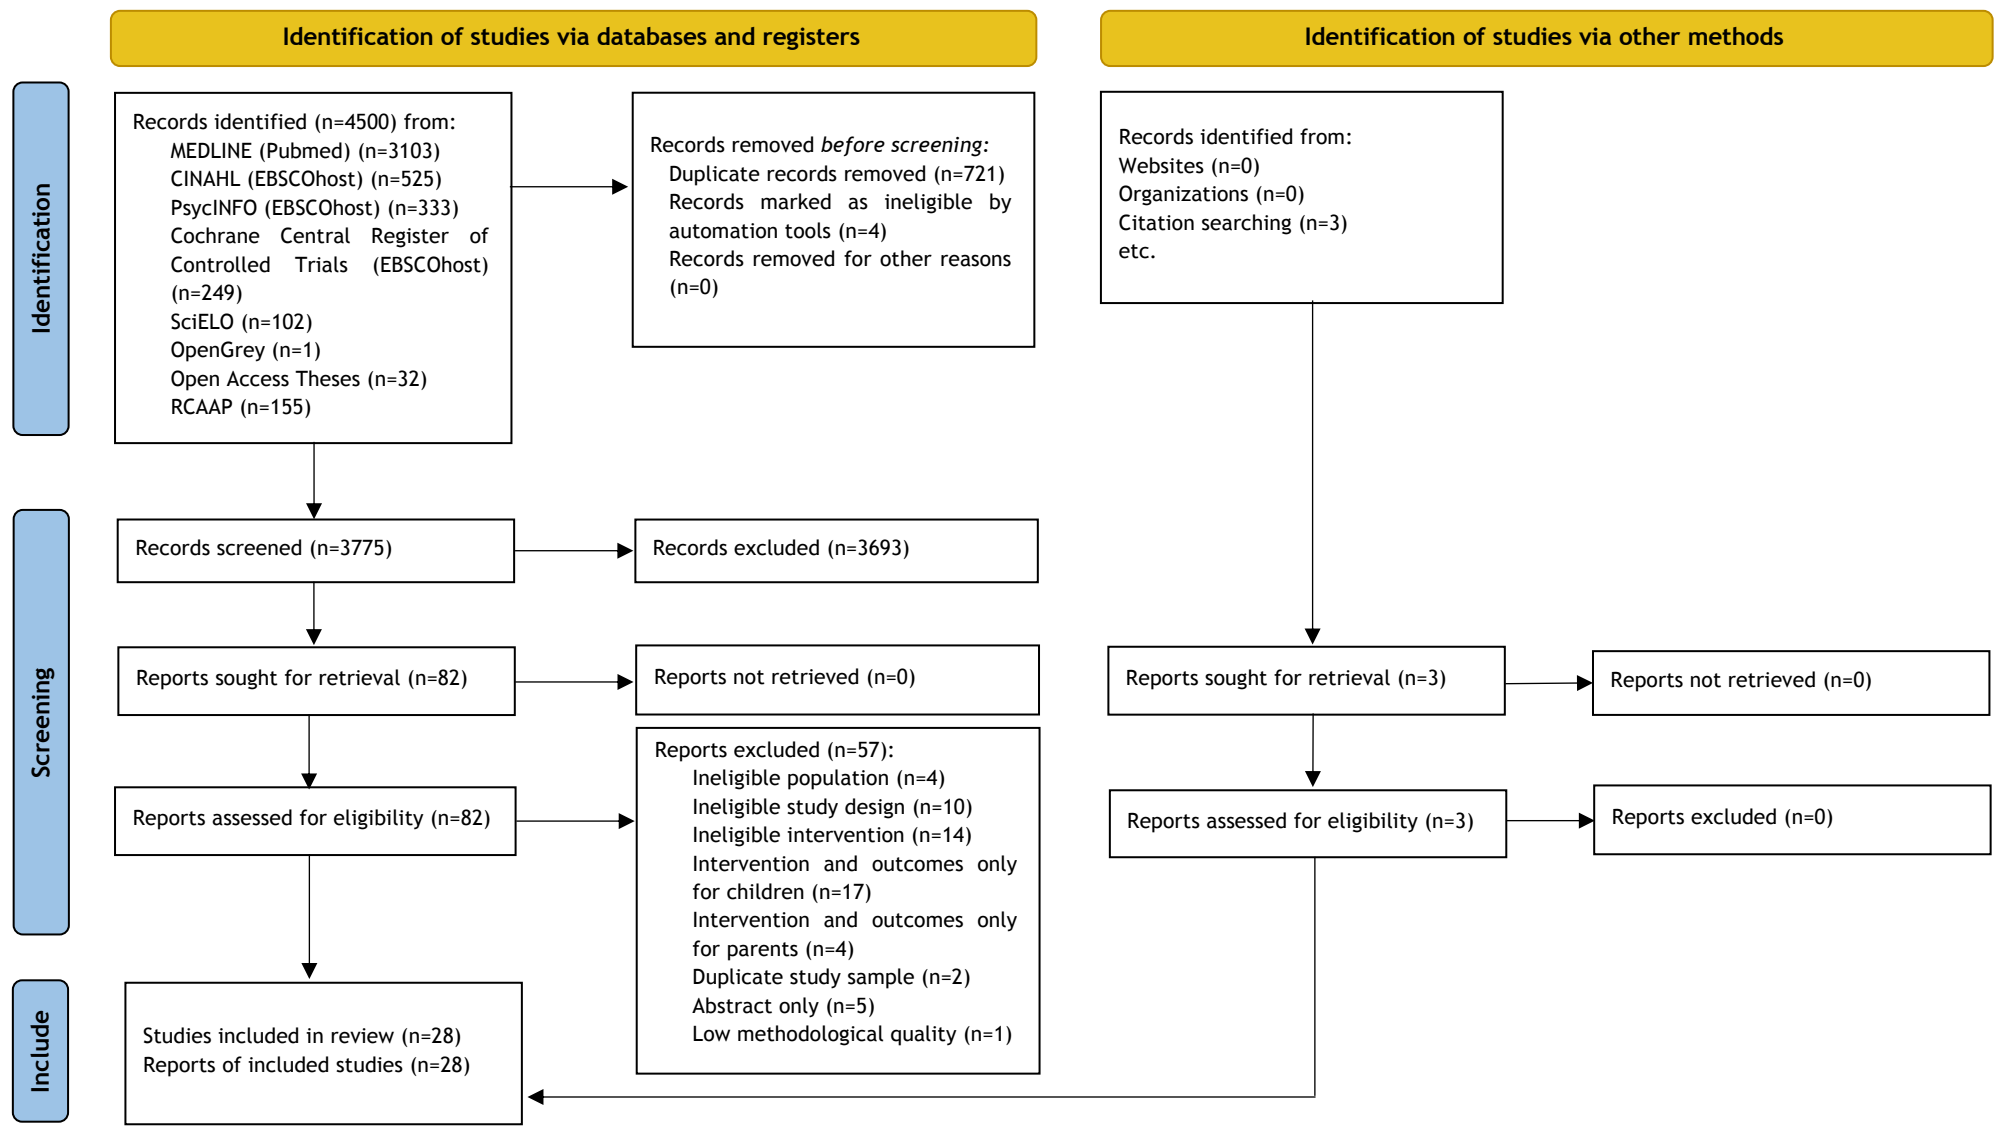 Identification of studies via databases and registers
Identification of studies via other methods
Identification
Records identified (n=4500) from:
MEDLINE (Pubmed) (n=3103)
CINAHL (EBSCOhost) (n=525)
PsycINFO (EBSCOhost) (n=333)
Cochrane Central Register of
Controlled Trials (EBSCOhost)
(n=249)
SciELO (n=102)
OpenGrey (n=1)
Open Access Theses (n=32)
RCAAP (n=155)
Records removed before screening:
Duplicate records removed (n=721)
Records marked as ineligible by
automation tools (n=4)
Records removed for other reasons
(n=0)
Records identified from:
Websites (n=0)
Organizations (n=0)
Citation searching (n=3)
etc.
Screening
Records screened (n=3775)
Records excluded (n=3693)
Reports sought for retrieval (n=82)
Reports not retrieved (n=0)
Reports sought for retrieval (n=3)
Reports not retrieved (n=0)
Reports assessed for eligibility (n=82)
Reports excluded (n=57):
Ineligible population (n=4)
Ineligible study design (n=10)
Ineligible intervention (n=14)
Intervention and outcomes only
for children (n=17)
Intervention and outcomes only
for parents (n=4)
Duplicate study sample (n=2)
Abstract only (n=5)
Low methodological quality (n=1)
Reports assessed for eligibility (n=3)
Reports excluded (n=0)
Include
Studies included in review (n=28)
Reports of included studies (n=28)